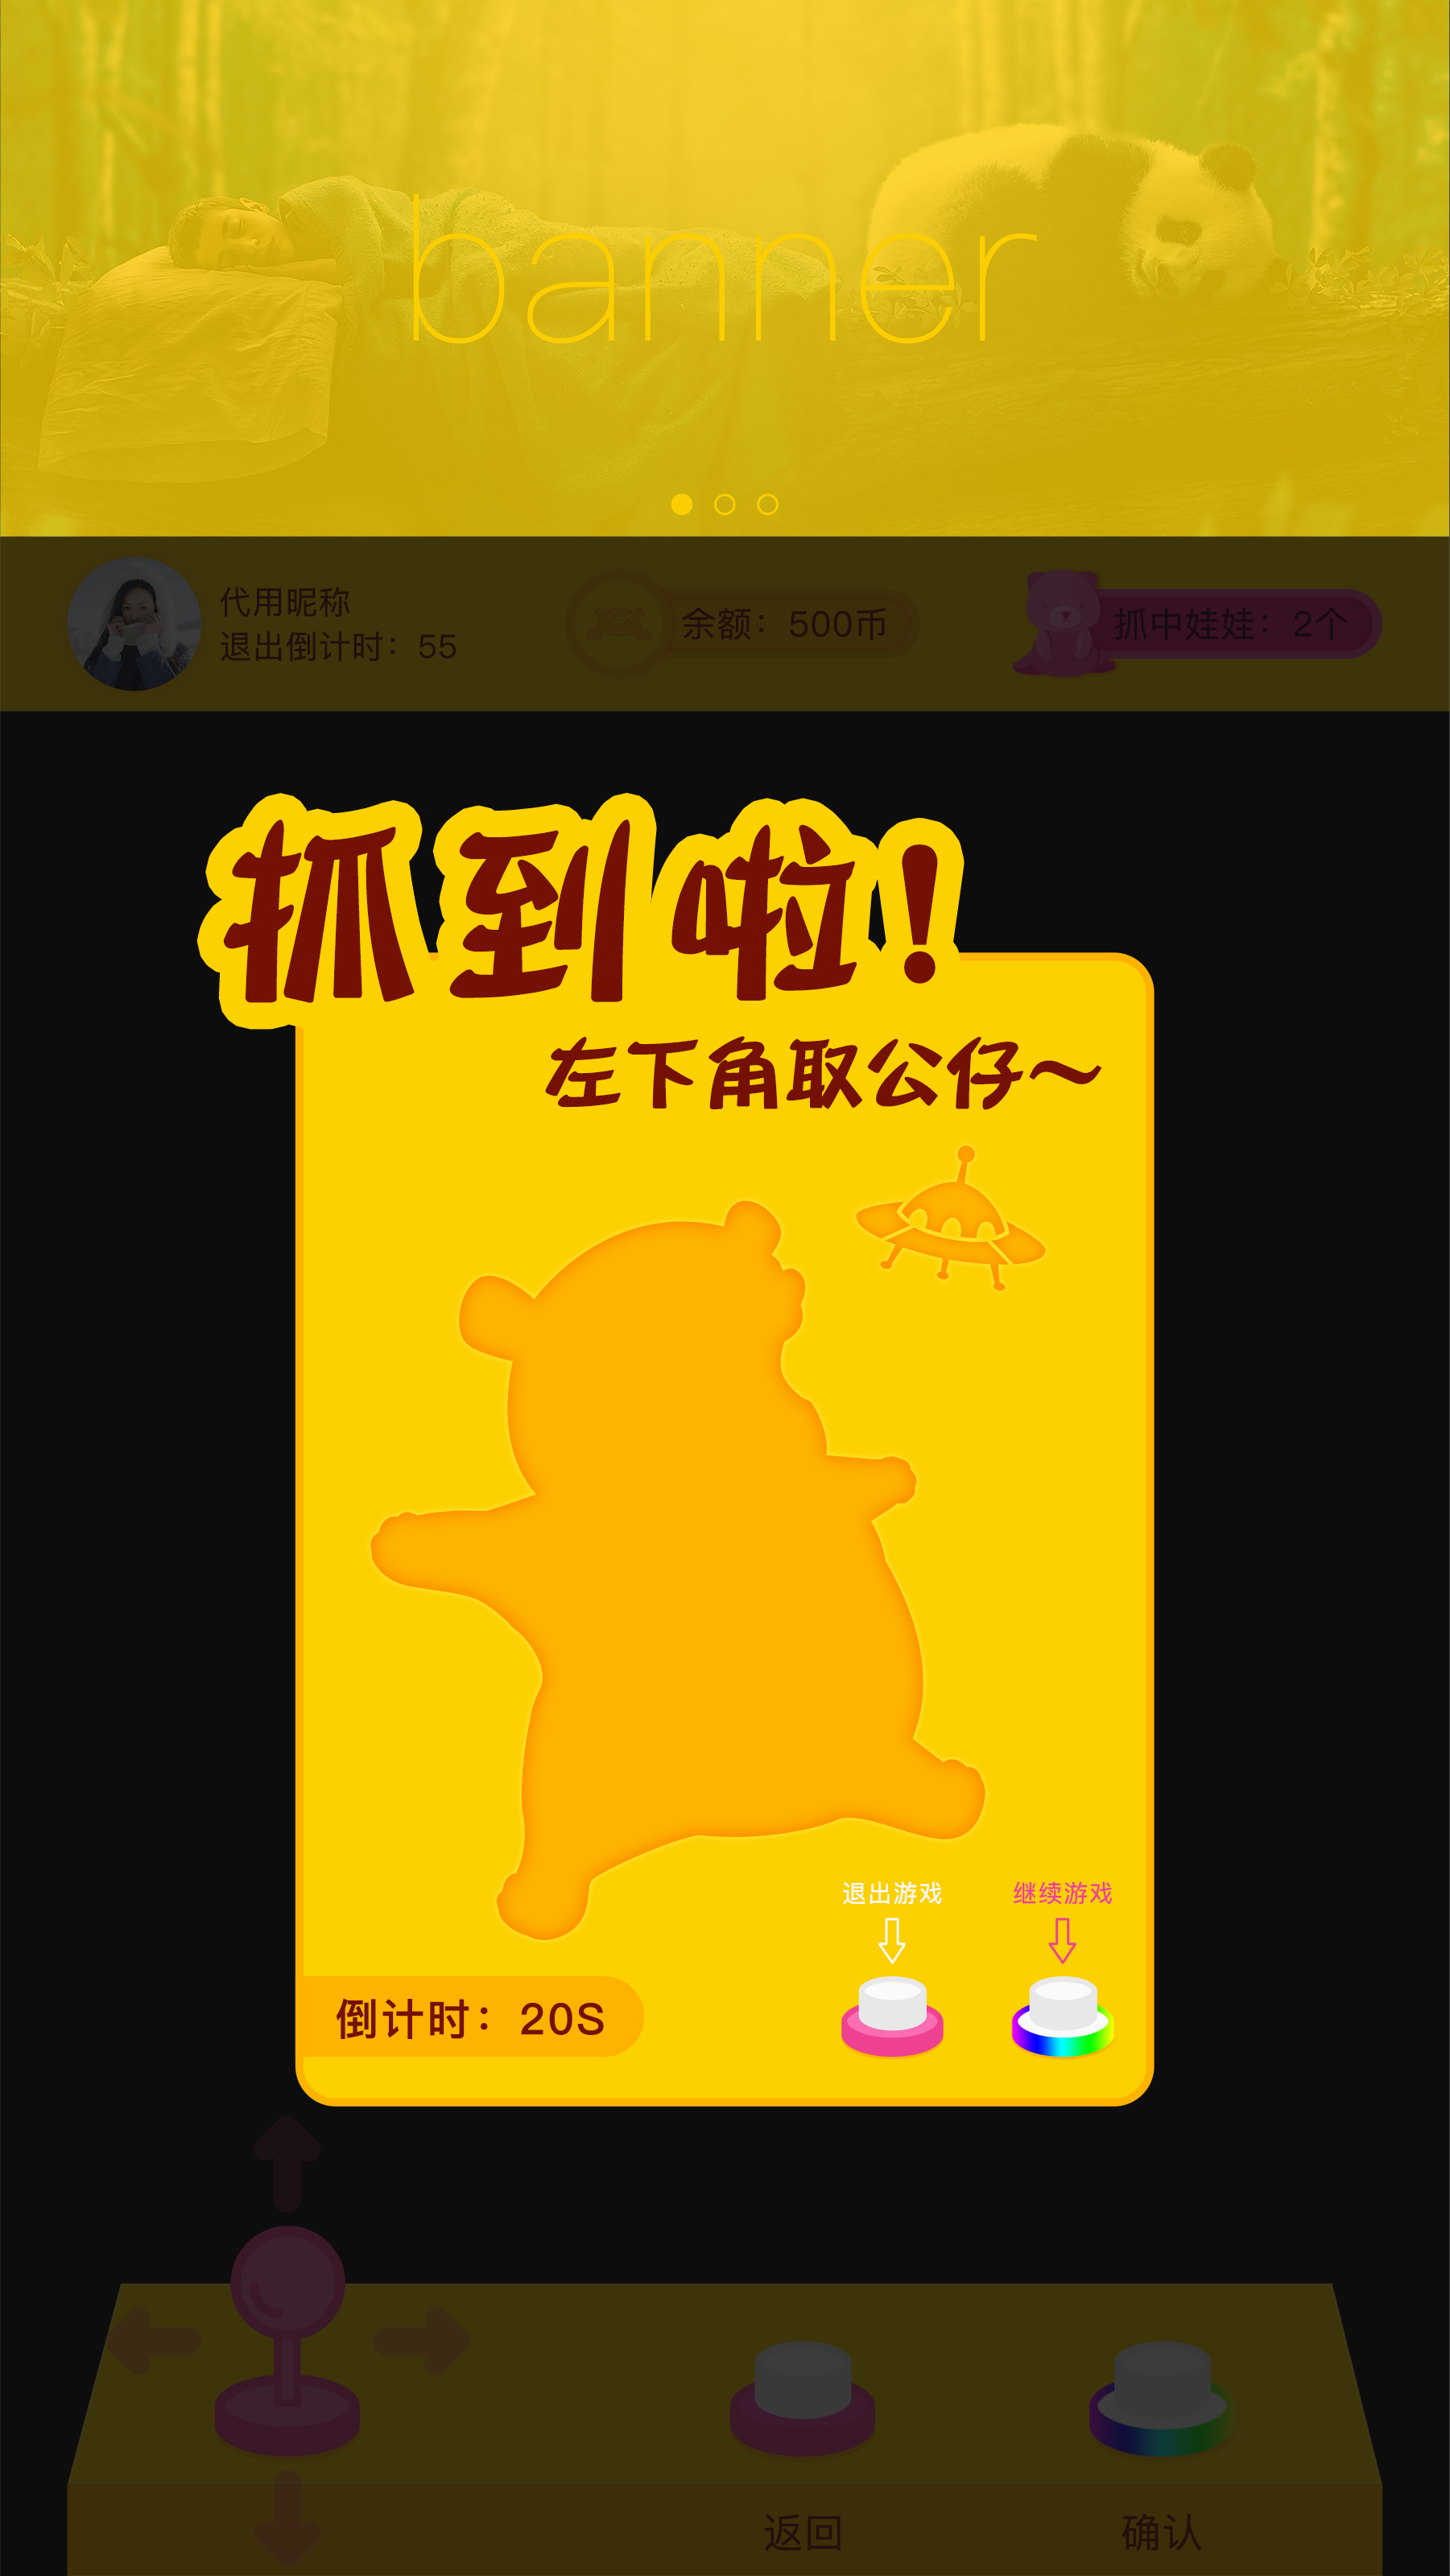 banner
代用昵称
退出倒计时：55
余额：500币
抓中娃娃：2个
抓到啦！
左下角取公仔～
退出游戏
继续游戏
倒计时：20S
返回
确认